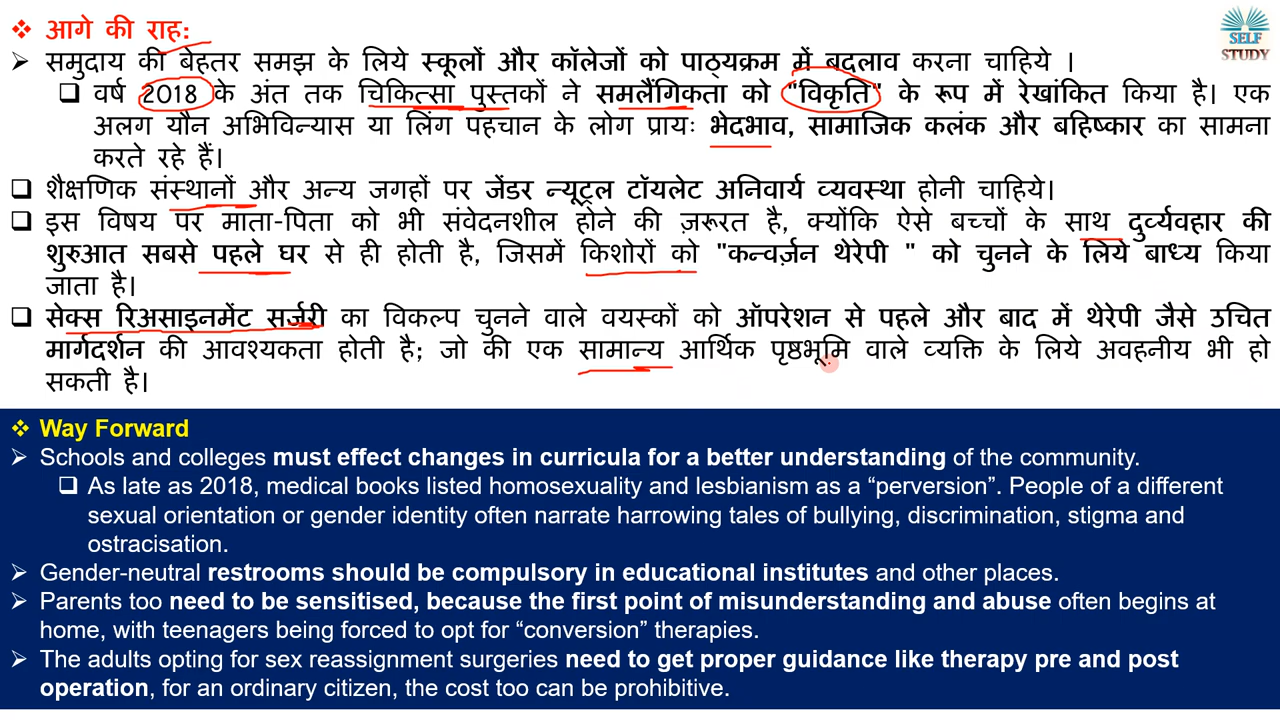 ❖ आगे की राह:
SELF
STUDY
➢ समुदाय की बेहतर समझ के लिये स्कूलों और कॉलेजों को पाठ्यक्रम में बदलाव करना चाहिये ।
❑ वर्ष 2018 के अंत तक चिकित्सा पुस्तकों ने समलैंगिकता को "विकृति" के रूप में रेखांकित किया है। एक
अलग यौन अभिविन्यास या लिंग पहचान के लोग प्रायः भेदभाव, सामाजिक कलंक और बहिष्कार का सामना
करते रहे हैं।
❑ शैक्षणिक संस्थानों और अन्य जगहों पर जेंडर न्यूट्रल टॉयलेट अनिवार्य व्यवस्था होनी चाहिये।
❑ इस विषय पर माता-पिता को भी संवेदनशील होने की ज़रूरत है, क्योंकि ऐसे बच्चों के साथ दुर्व्यवहार की
शुरुआत सबसे पहले घर से ही होती है, जिसमें किशोरों को "कन्वर्ज़न थेरेपी " को चुनने के लिये बाध्य किया
जाता है।
❑ सेक्स रिअसाइनमेंट सर्जरी का विकल्प चुनने वाले वयस्कों को ऑपरेशन से पहले और बाद में थेरेपी जैसे उचित
मार्गदर्शन की आवश्यकता होती है; जो की एक सामान्य आर्थिक पृष्ठभूमि वाले व्यक्ति के लिये अवहनीय भी हो
सकती है।
❖ Way Forward
➢ Schools and colleges must effect changes in curricula for a better understanding of the community.
❑ As late as 2018, medical books listed homosexuality and lesbianism as a “perversion”. People of a different
sexual orientation or gender identity often narrate harrowing tales of bullying, discrimination, stigma and
ostracisation.
➢ Gender-neutral restrooms should be compulsory in educational institutes and other places.
➢ Parents too need to be sensitised, because the first point of misunderstanding and abuse often begins at
home, with teenagers being forced to opt for “conversion” therapies.
➢ The adults opting for sex reassignment surgeries need to get proper guidance like therapy pre and post
operation, for an ordinary citizen, the cost too can be prohibitive.